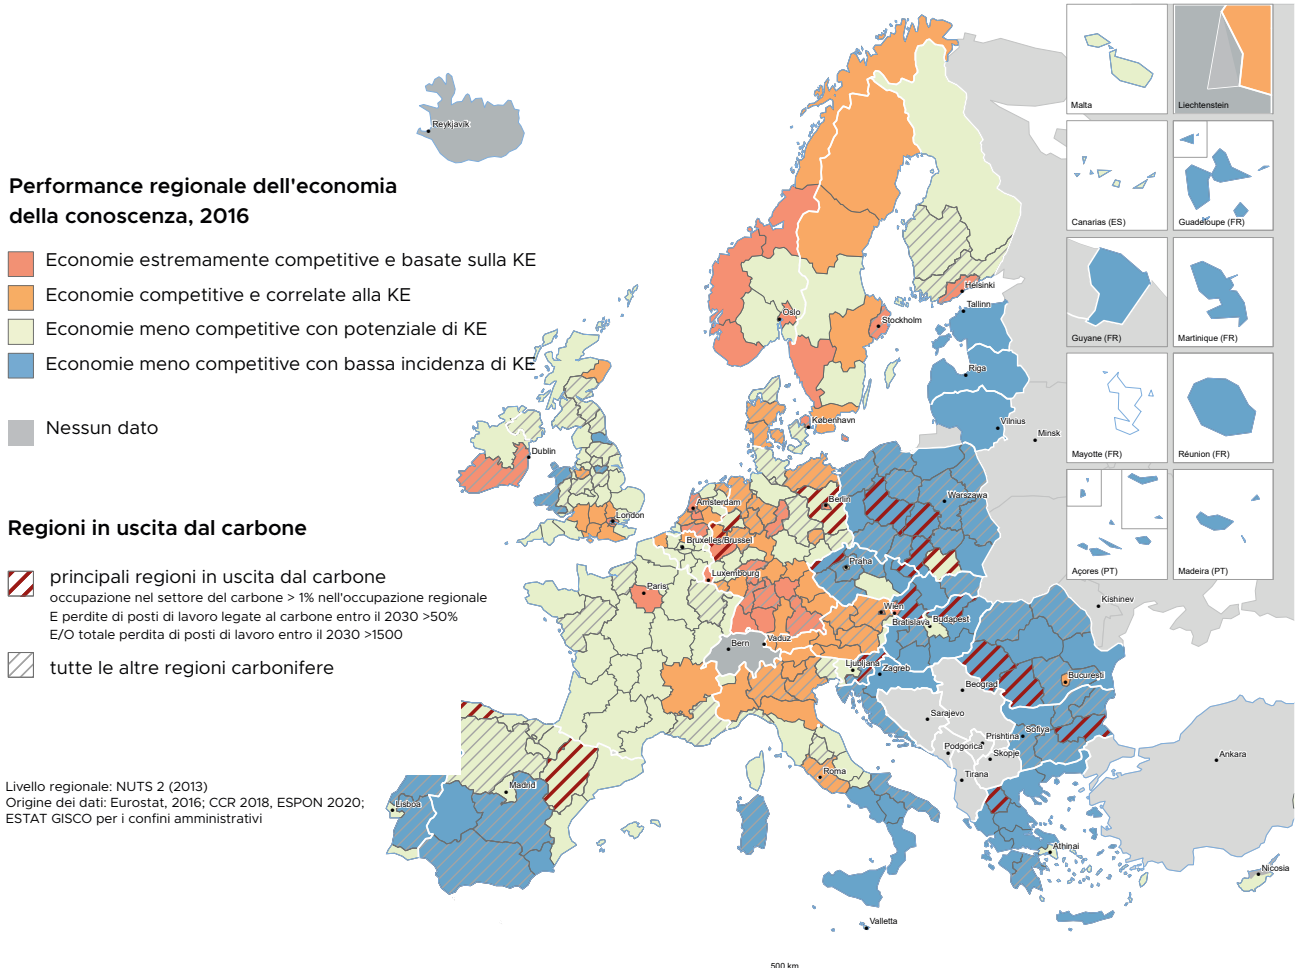 Performance regionale dell'economia
della conoscenza, 2016
Economie estremamente competitive e basate sulla KE
Economie competitive e correlate alla KE
Economie meno competitive con potenziale di KE
Economie meno competitive con bassa incidenza di KE
Nessun dato
Regioni in uscita dal carbone
principali regioni in uscita dal carbone
occupazione nel settore del carbone > 1% nell'occupazione regionale
E perdite di posti di lavoro legate al carbone entro il 2030 >50%
E/O totale perdita di posti di lavoro entro il 2030 >1500
tutte le altre regioni carbonifere
Livello regionale: NUTS 2 (2013)
Origine dei dati: Eurostat, 2016; CCR 2018, ESPON 2020;
ESTAT GISCO per i confini amministrativi
Reykjavík
Helsinki
Tallinn
Oslo
Stockholm
Riga
København
Vilnius
Minsk
Dublin
Warszawa
Berlin
Amsterdam
London
Bruxelles/Brussel
Praha
Luxembourg
Paris
Kishinev
Wien
Bratislava
Budapest
Vaduz
Bern
Ljubljana
Zagreb
Bucuresti
Beograd
Sarajevo
Prishtina
Sofiya
Podgorica
Skopje
Ankara
Roma
Tirana
Madrid
Lisboa
Athinai
Nicosia
Valletta
Malta
Liechtenstein
Canarias (ES)
Guadeloupe (FR)
Guyane (FR)
Martinique (FR)
Mayotte (FR)
Réunion (FR)
Açores (PT)
Madeira (PT)
500 km